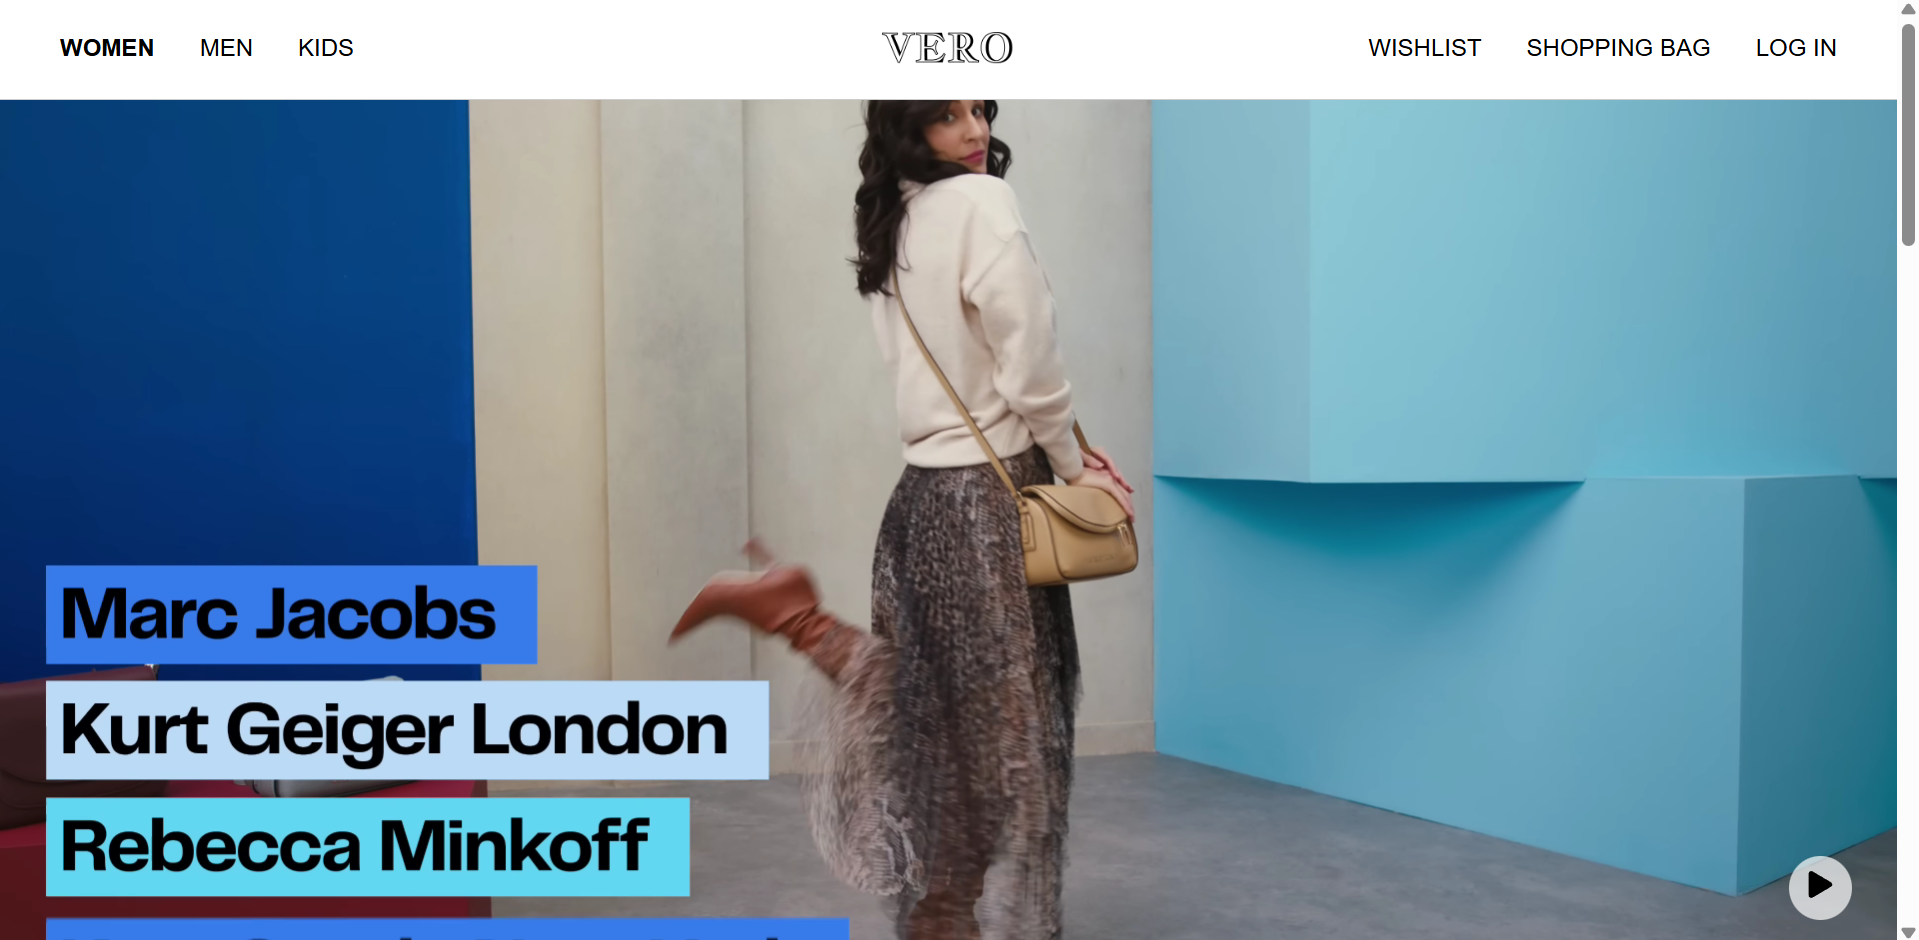 WOMEN MEN KIDS VERO WISHLIST SHOPPING BAG LOG IN
Marc Jacobs
Kurt Geiger London
Rebecca Minkoff